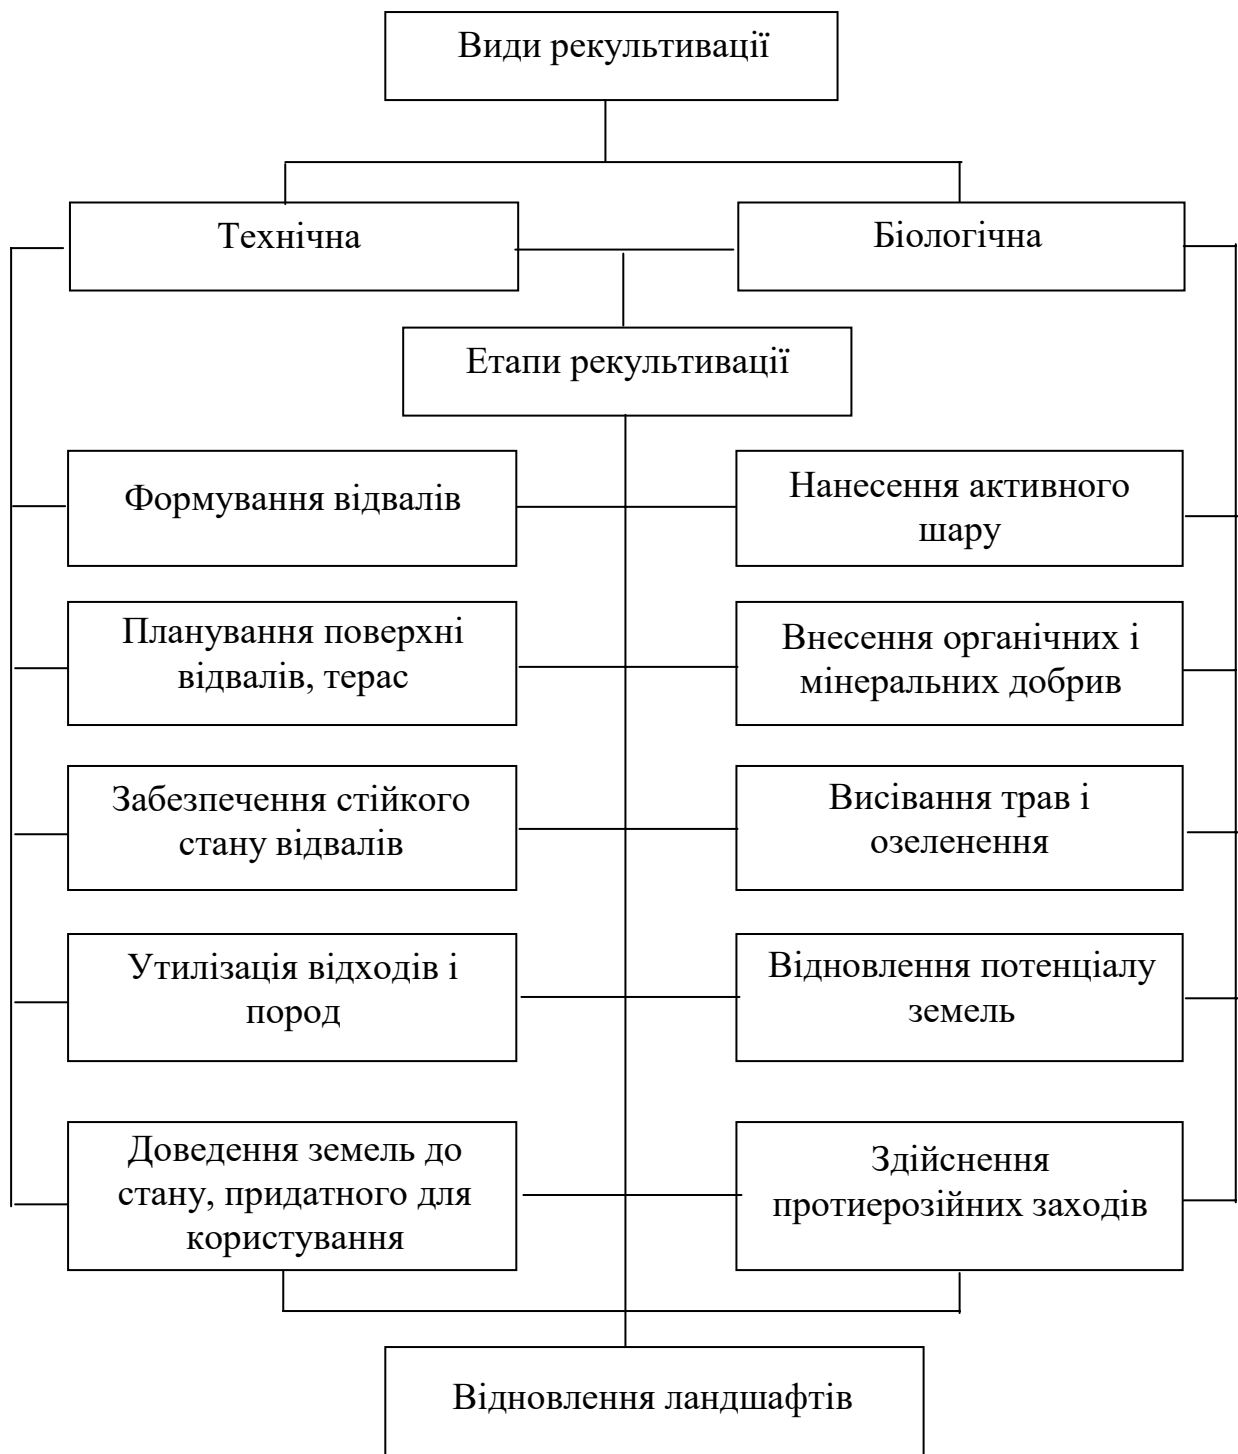 Види рекультивації
Технічна
Біологічна
Етапи рекультивації
Формування відвалів
Нанесення активного
шару
Планування поверхні
відвалів, терас
Внесення органічних і
мінеральних добрив
Забезпечення стійкого
стану відвалів
Висівання трав і
озеленення
Утилізація відходів і
пород
Відновлення потенціалу
земель
Доведення земель до
стану, придатного для
користування
Здійснення
протиерозійних заходів
Відновлення ландшафтів